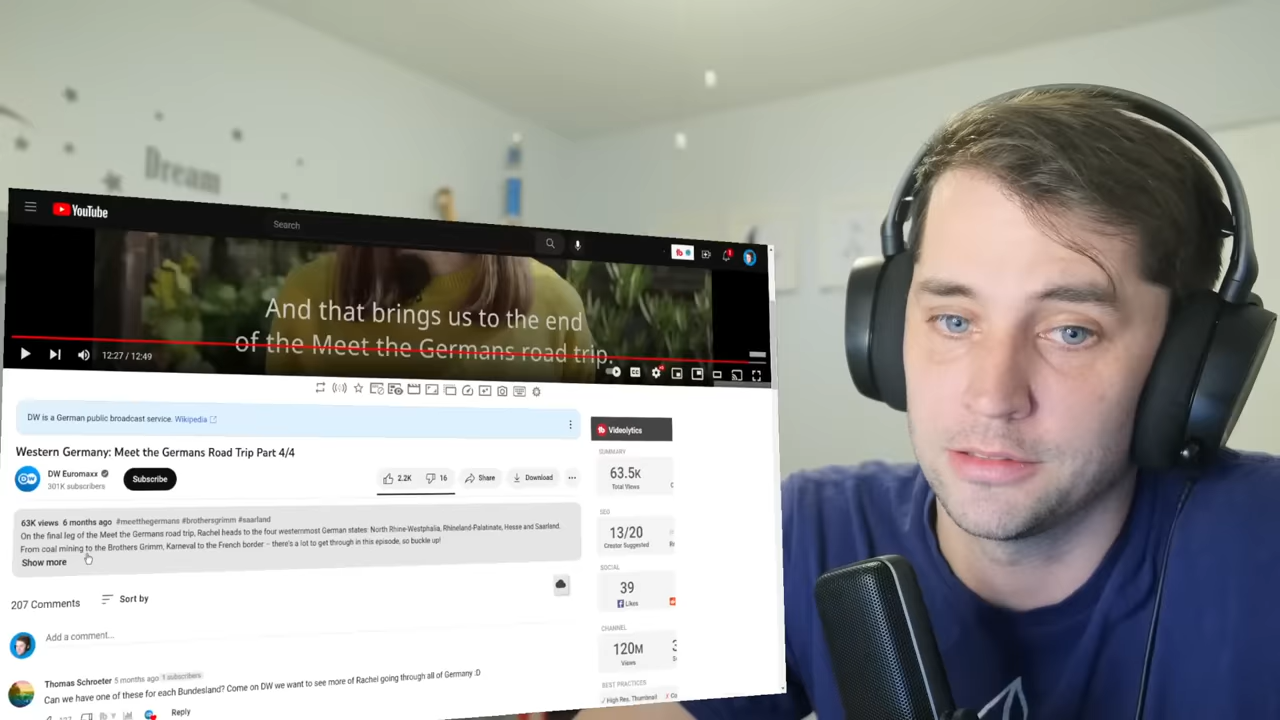 Dream
YouTube
Search
And that brings us to the end
of the Meet the Germans road trip.
12:27 / 12:49
DW is a German public broadcast service. Wikipedia
Western Germany: Meet the Germans Road Trip Part 4/4
DW Euromaxx
301K subscribers
Subscribe
2.2K
16
Share
Download
63K views 6 months ago #meetthegermans #brothersgrimm #saarland
On the final leg of the Meet the Germans road trip, Rachel heads to the four westernmost German states: North Rhine-Westphalia, Rhineland-Palatinate, Hesse and Saarland.
From coal mining to the Brothers Grimm, Karneval to the French border – there's a lot to get through in this episode, so buckle up!
Show more
207 Comments
Sort by
Add a comment...
Thomas Schroeter 5 months ago 1 subscribers
Can we have one of these for each Bundesland? Come on DW we want to see more of Rachel going through all of Germany :D
Reply
Videolytics
SUMMARY
63.5K
Total Views
SEO
13/20
Creator Suggested
SOCIAL
39
Likes
CHANNEL
120M
Views
BEST PRACTICES
High Res. Thumbnail